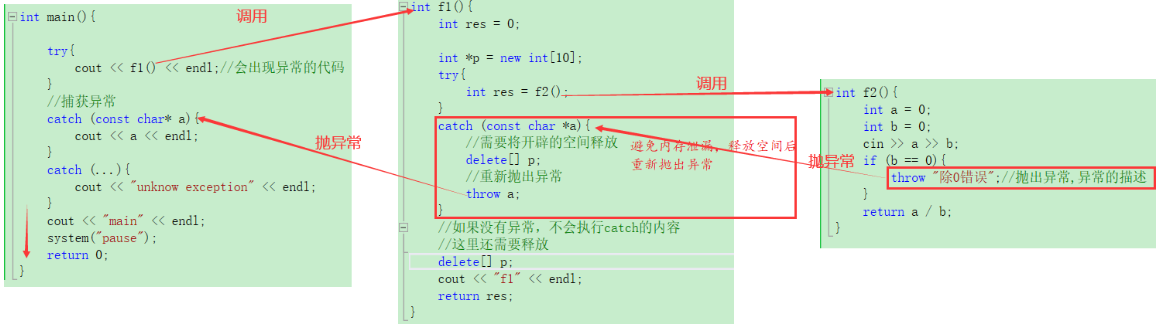 int main(){
try{
cout << f1() << endl;//会出现异常的代码
}
//捕获异常
catch (const char* a){
cout << a << endl;
}
catch (...){
cout << "unknow exception" << endl;
}
cout << "main" << endl;
system("pause");
return 0;
}
调用
抛异常
int f1(){
int res = 0;
int *p = new int[10];
try{
int res = f2();
}
catch (const char *a){
//需要将开辟的空间释放
delete[] p;
//重新抛出异常
throw a;
}
避免内存泄漏，释放空间后
重新抛出异常
//如果没有异常，不会执行catch的内容
//这里还需要释放
delete[] p;
cout << "f1" << endl;
return res;
}
调用
抛异常
int f2(){
int a = 0;
int b = 0;
cin >> a >> b;
if (b == 0){
throw "除0错误";//抛出异常,异常的描述
}
return a / b;
}